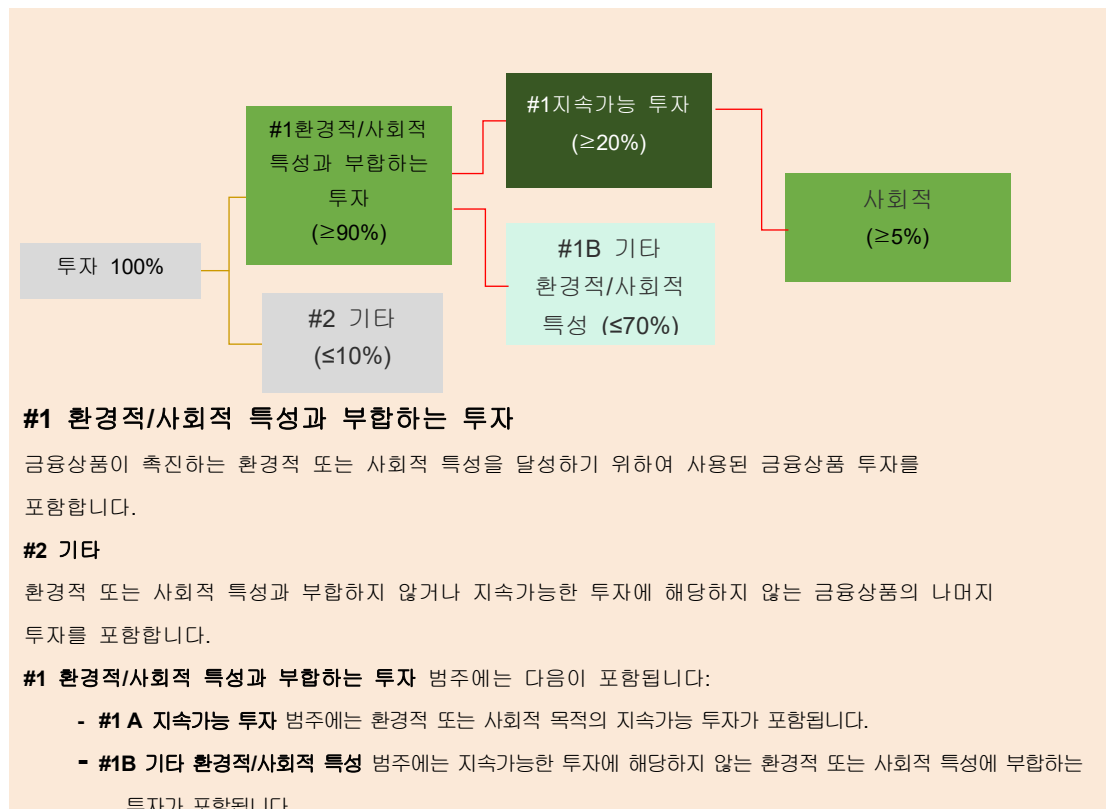 #1지속가능 투자
(≥20%)
#1환경적/사회적
특성과 부합하는
투자
(≥90%)
사회적
(≥5%)
투자 100%
#1B 기타
환경적/사회적
특성 (≤70%)
#2 기타
(≤10%)
#1 환경적/사회적 특성과 부합하는 투자
금융상품이 촉진하는 환경적 또는 사회적 특성을 달성하기 위하여 사용된 금융상품 투자를
포함합니다.
#2 기타
환경적 또는 사회적 특성과 부합하지 않거나 지속가능한 투자에 해당하지 않는 금융상품의 나머지
투자를 포함합니다.
#1 환경적/사회적 특성과 부합하는 투자 범주에는 다음이 포함됩니다:
- #1 A 지속가능 투자 범주에는 환경적 또는 사회적 목적의 지속가능 투자가 포함됩니다.
- #1B 기타 환경적/사회적 특성 범주에는 지속가능한 투자에 해당하지 않는 환경적 또는 사회적 특성에 부합하는
투자가 포함됩니다